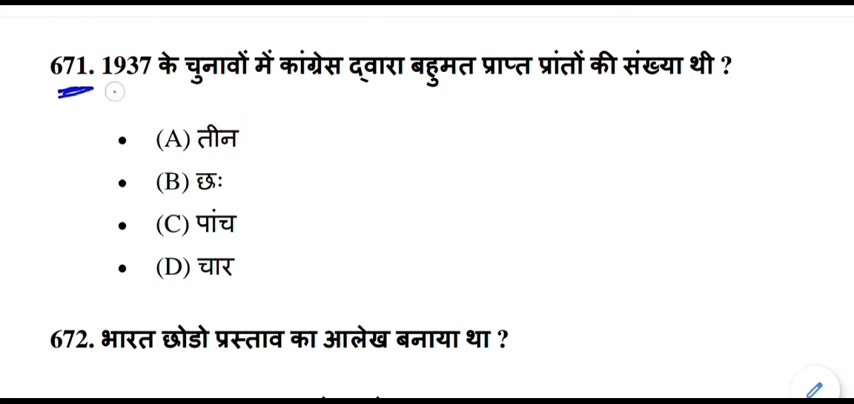 671. 1937 के चुनावों में कांग्रेस द्वारा बहुमत प्राप्त प्रांतों की संख्या थी ?
• (A) तीन
• (B) छः
• (C) पांच
• (D) चार
672. भारत छोडो प्रस्ताव का आलेख बनाया था ?